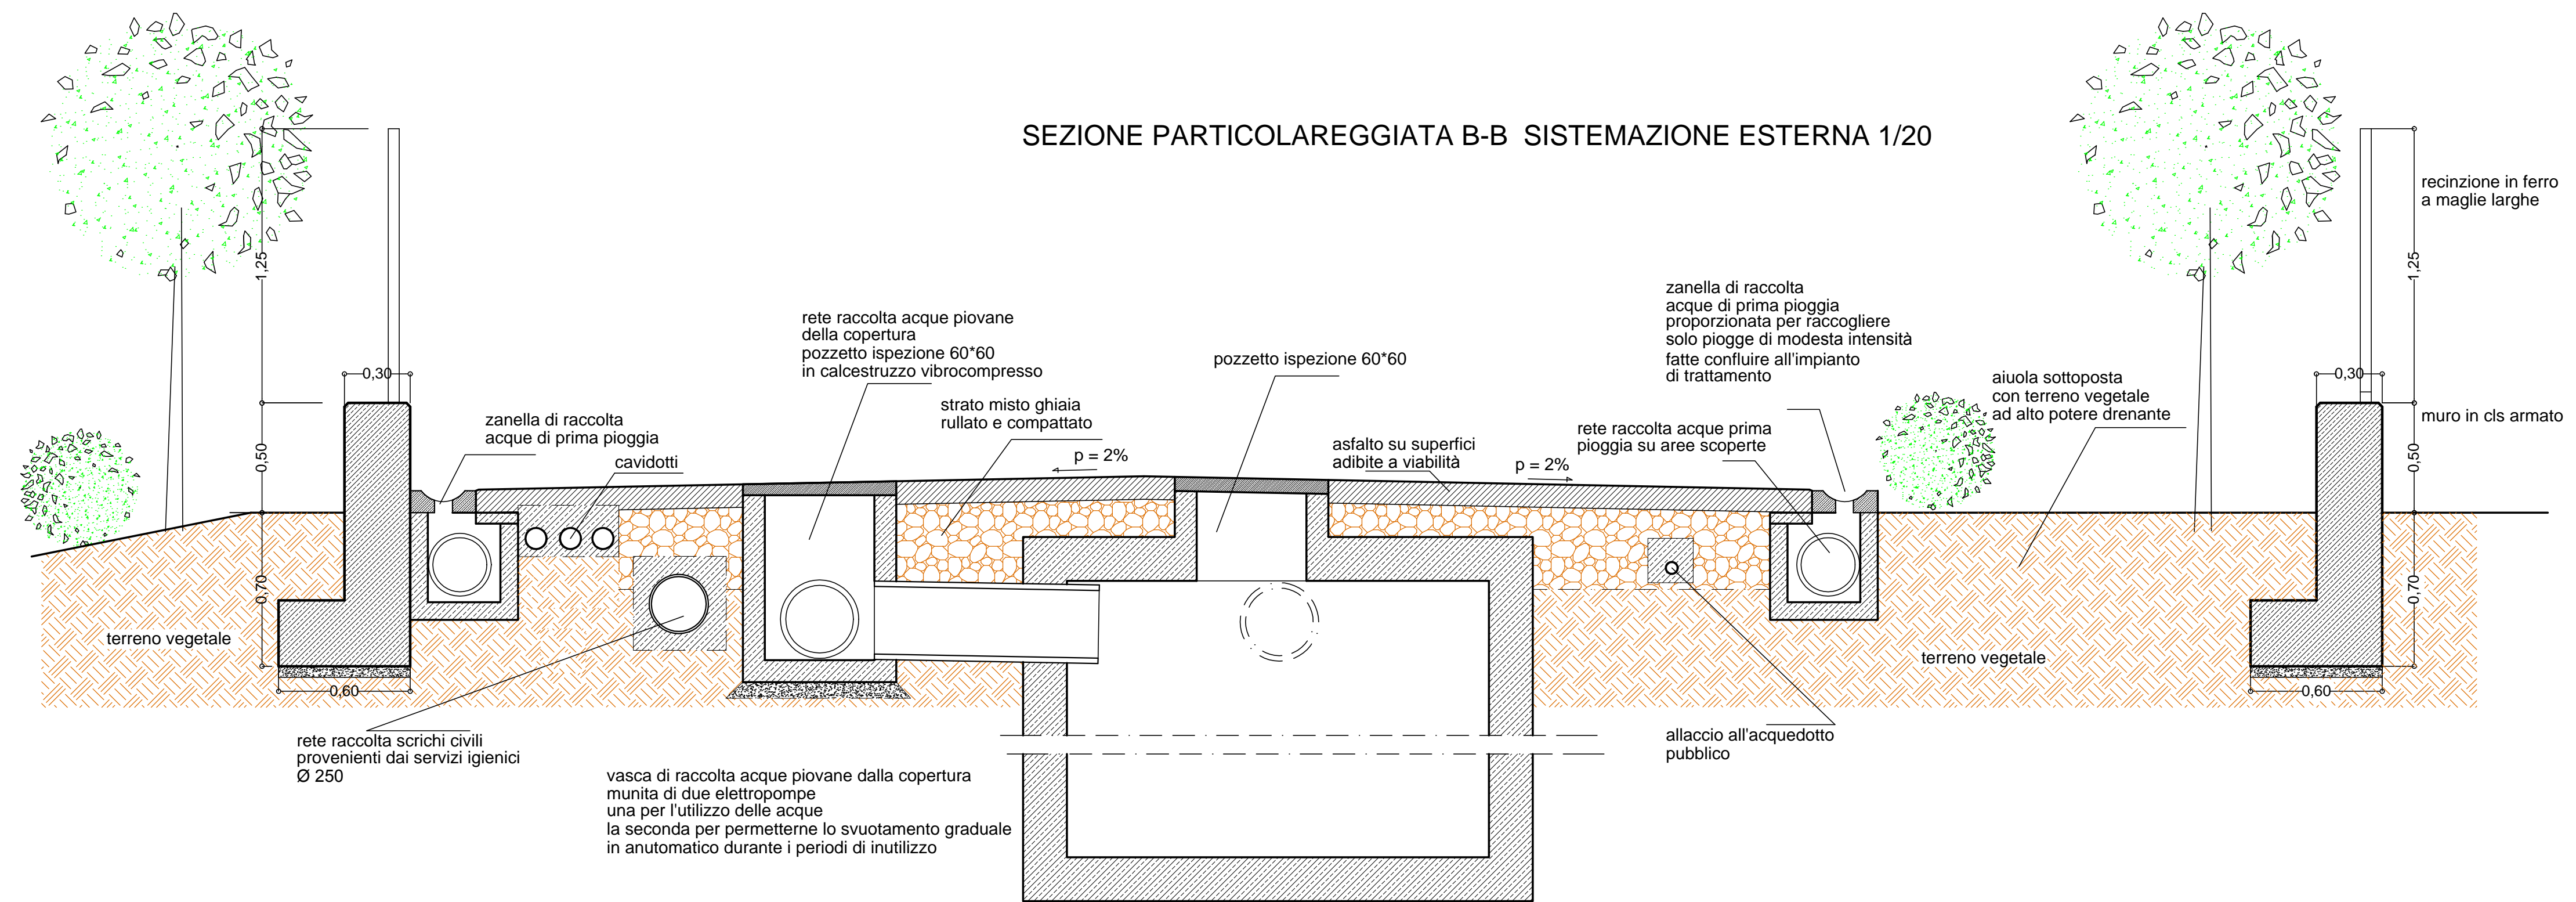 SEZIONE PARTICOLAREGGIATA B-B SISTEMAZIONE ESTERNA 1/20
1,25
0,30
0,50
0,70
0,60
terreno vegetale
zanella di raccolta
acque di prima pioggia
cavidotti
rete raccolta scrichi civili
provenienti dai servizi igienici
Ø 250
rete raccolta acque piovane
della copertura
pozzetto ispezione 60*60
in calcestruzzo vibrocompresso
strato misto ghiaia
rullato e compattato
p = 2%
vasca di raccolta acque piovane dalla copertura
munita di due elettropompe
una per l'utilizzo delle acque
la seconda per permetterne lo svuotamento graduale
in anutomatico durante i periodi di inutilizzo
pozzetto ispezione 60*60
asfalto su superfici
adibite a viabilità
p = 2%
rete raccolta acque prima
pioggia su aree scoperte
zanella di raccolta
acque di prima pioggia
proporzionata per raccogliere
solo piogge di modesta intensità
fatte confluire all'impianto
di trattamento
allaccio all'acquedotto
pubblico
aiuola sottoposta
con terreno vegetale
ad alto potere drenante
terreno vegetale
recinzione in ferro
a maglie larghe
1,25
0,30
muro in cls armato
0,50
0,70
0,60